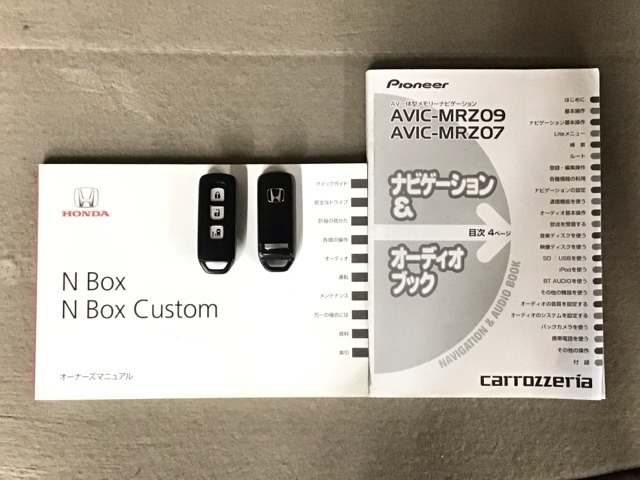 HONDA
N Box
N Box Custom
オーナーズマニュアル
クイックガイド
安全なドライブ
計器の見かた
各部の操作
オーディオ
運転
メンテナンス
万一の場合には
資料
索引
Pioneer
AV一体型メモリーナビゲーション
AVIC-MRZ09
AVIC-MRZ07
ナビゲーション
&
オーディオ
ブック
目次 4ページ
NAVIGATION & AUDIO BOOK
はじめに
基本操作
ナビゲーション基本操作
Liteメニュー
検 索
ルート
登録・編集操作
各種情報の利用
ナビゲーションの設定
通信機能を使う
オーディオ基本操作
放送を受信する
音楽ディスクを使う
映像ディスクを使う
SD USBを使う
iPodを使う
BT AUDIOを使う
その他の機器を使う
オーディオの音質を設定する
オーディオのシステムを設定する
バックカメラを使う
携帯電話を使う
その他の操作
付 録
carrozzeria